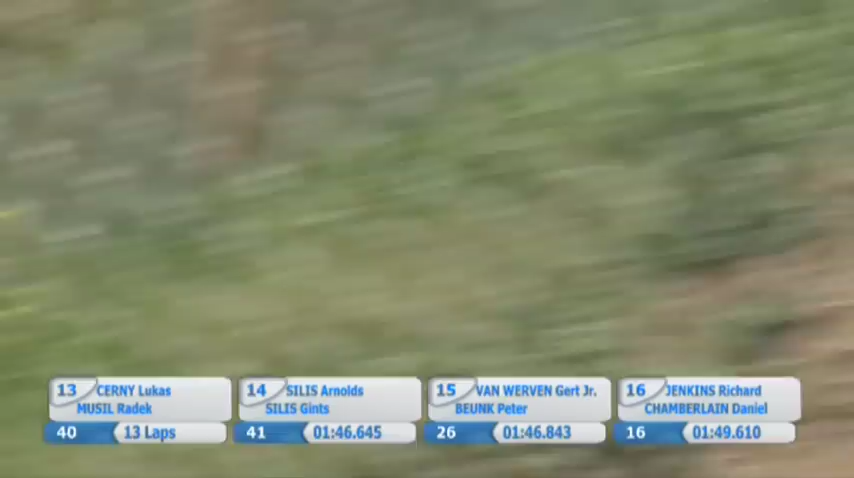 13 CERNY Lukas
MUSIL Radek
40 13 Laps
14 SILIS Arnolds
SILIS Gints
41 01:46.645
15 VAN WERVEN Gert Jr.
BEUNK Peter
26 01:46.843
16 JENKINS Richard
CHAMBERLAIN Daniel
16 01:49.610